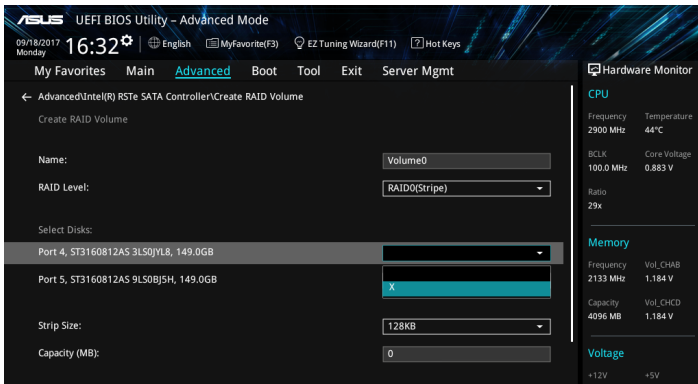 ASUS UEFI BIOS Utility – Advanced Mode
09/18/2017 Monday 16:32 English MyFavorite(F3) EZ Tuning Wizard(F11) ? Hot Keys
My Favorites Main Advanced Boot Tool Exit Server Mgmt
← Advanced\Intel(R) RSTe SATA Controller\Create RAID Volume
Create RAID Volume
Name: Volume0
RAID Level: RAID0(Stripe)
Select Disks:
Port 4, ST3160812AS 3LS0JYL8, 149.0GB
Port 5, ST3160812AS 9LS0BJ5H, 149.0GB
X
Strip Size: 128KB
Capacity (MB): 0
Hardware Monitor
CPU
Frequency Temperature
2900 MHz 44°C
BCLK Core Voltage
100.0 MHz 0.883 V
Ratio
29x
Memory
Frequency Vol_CHAB
2133 MHz 1.184 V
Capacity Vol_CHCD
4096 MB 1.184 V
Voltage
+12V +5V